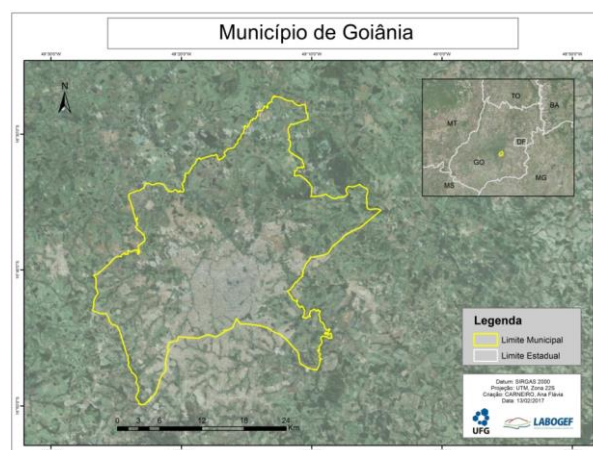 Município de Goiânia
N
TO
BA
MT
DF
GO
MS
MG
Legenda
Limite Municipal
Limite Estadual
Datum: SIRGAS 2000
Projeção: UTM, Zona 22S
Criação: CARNEIRO, Ana Flávia
Data: 13/02/2017
UFG
LABOGEF
0 3 6 12 18 24
Km